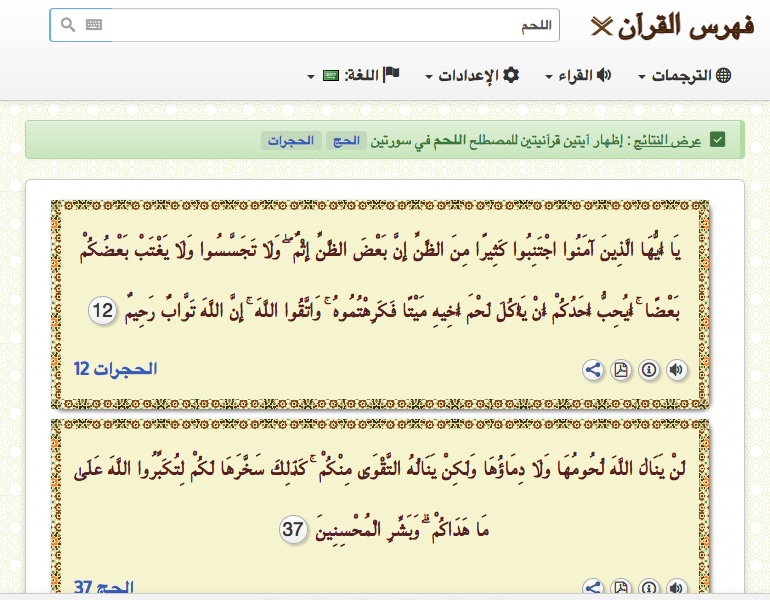 فهرس القرآن
اللحم
الترجمات
القراء
الإعدادات
اللغة:
عرض النتائج : إظهار آيتين قرآنيتين للمصطلح اللحم في سورتين الحج الحجرات
يَا أَيُّهَا الَّذِينَ آمَنُوا اجْتَنِبُوا كَثِيرًا مِنَ الظَّنِّ إِنَّ بَعْضَ الظَّنِّ إِثْمٌ ۖ وَلَا تَجَسَّسُوا وَلَا يَغْتَبْ بَعْضُكُمْ
بَعْضًا ۚ أَيُحِبُّ أَحَدُكُمْ أَنْ يَأْكُلَ لَحْمَ أَخِيهِ مَيْتًا فَكَرِهْتُمُوهُ ۚ وَاتَّقُوا اللَّهَ ۚ إِنَّ اللَّهَ تَوَّابٌ رَحِيمٌ 12
الحجرات 12
لَنْ يَنَالَ اللَّهَ لُحُومُهَا وَلَا دِمَاؤُهَا وَلَكِنْ يَنَالُهُ التَّقْوَى مِنْكُمْ ۚ كَذَلِكَ سَخَّرَهَا لَكُمْ لِتُكَبِّرُوا اللَّهَ عَلَى
مَا هَدَاكُمْ ۗ وَبَشِّرِ الْمُحْسِنِينَ 37
الحج 37